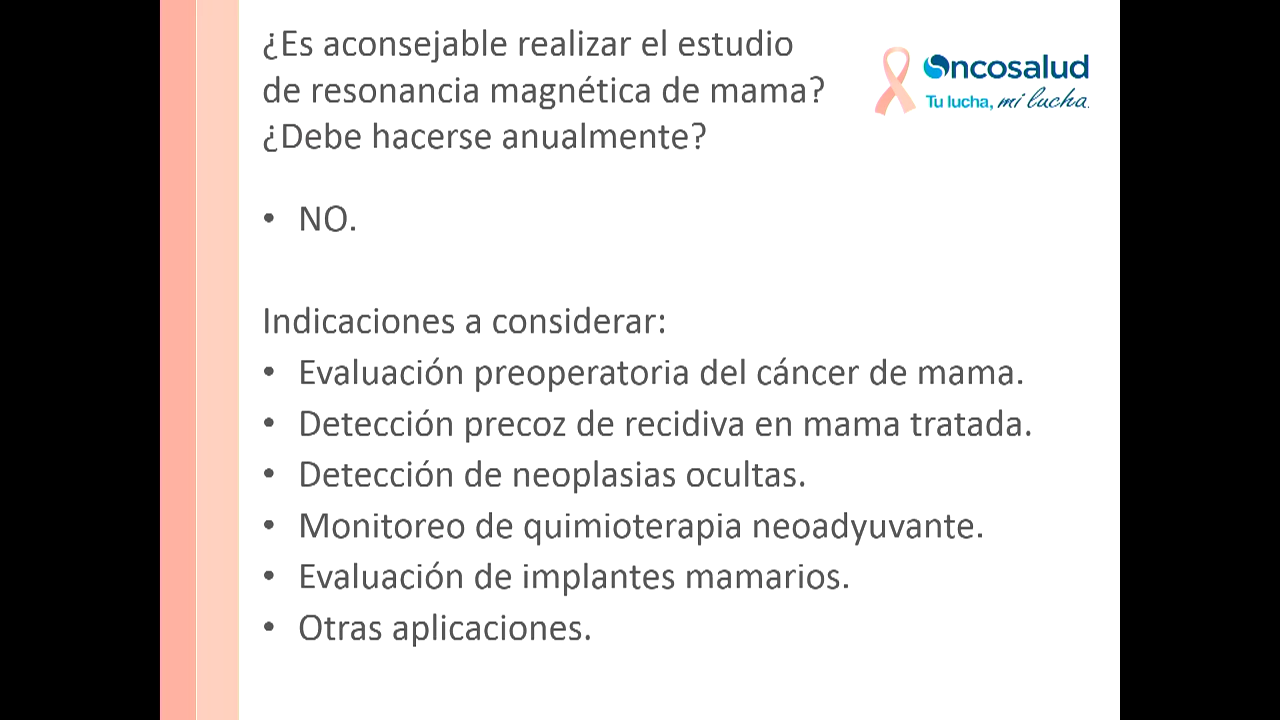 ¿Es aconsejable realizar el estudio
de resonancia magnética de mama?
¿Debe hacerse anualmente?
Oncosalud
Tu lucha, mi lucha.
• NO.
Indicaciones a considerar:
• Evaluación preoperatoria del cáncer de mama.
• Detección precoz de recidiva en mama tratada.
• Detección de neoplasias ocultas.
• Monitoreo de quimioterapia neoadyuvante.
• Evaluación de implantes mamarios.
• Otras aplicaciones.